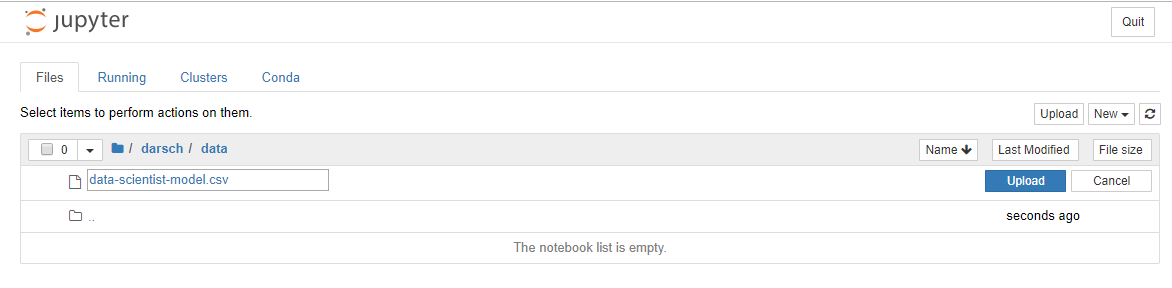 jupyter
Quit
Files Running Clusters Conda
Select items to perform actions on them.
Upload New
0 / darsch / data Name Last Modified File size
data-scientist-model.csv Upload Cancel
.. seconds ago
The notebook list is empty.